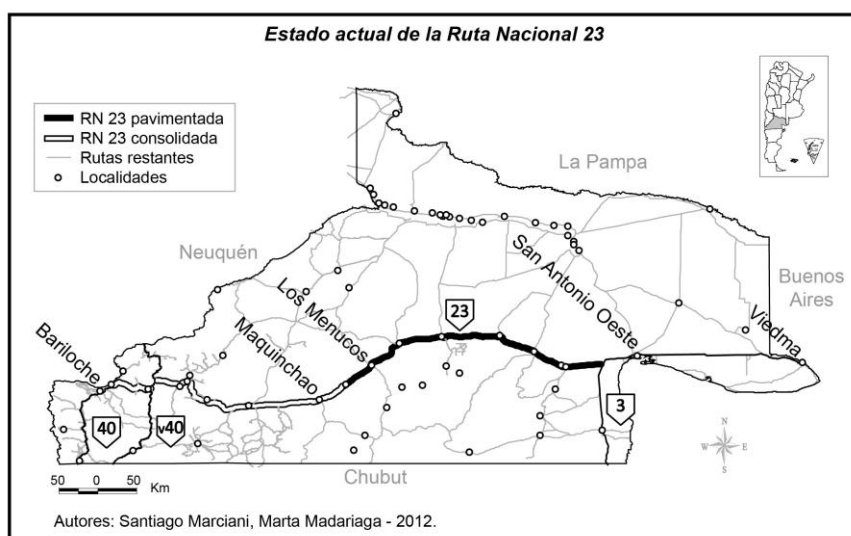 Estado actual de la Ruta Nacional 23
RN 23 pavimentada
RN 23 consolidada
Rutas restantes
Localidades
La Pampa
Neuquén
Buenos
Aires
San Antonio Oeste
Los Menucos
Maquinchao
Bariloche
Viedma
23
40
v40
3
Chubut
N
W E
S
50 0 50
Km
Autores: Santiago Marciani, Marta Madariaga - 2012.